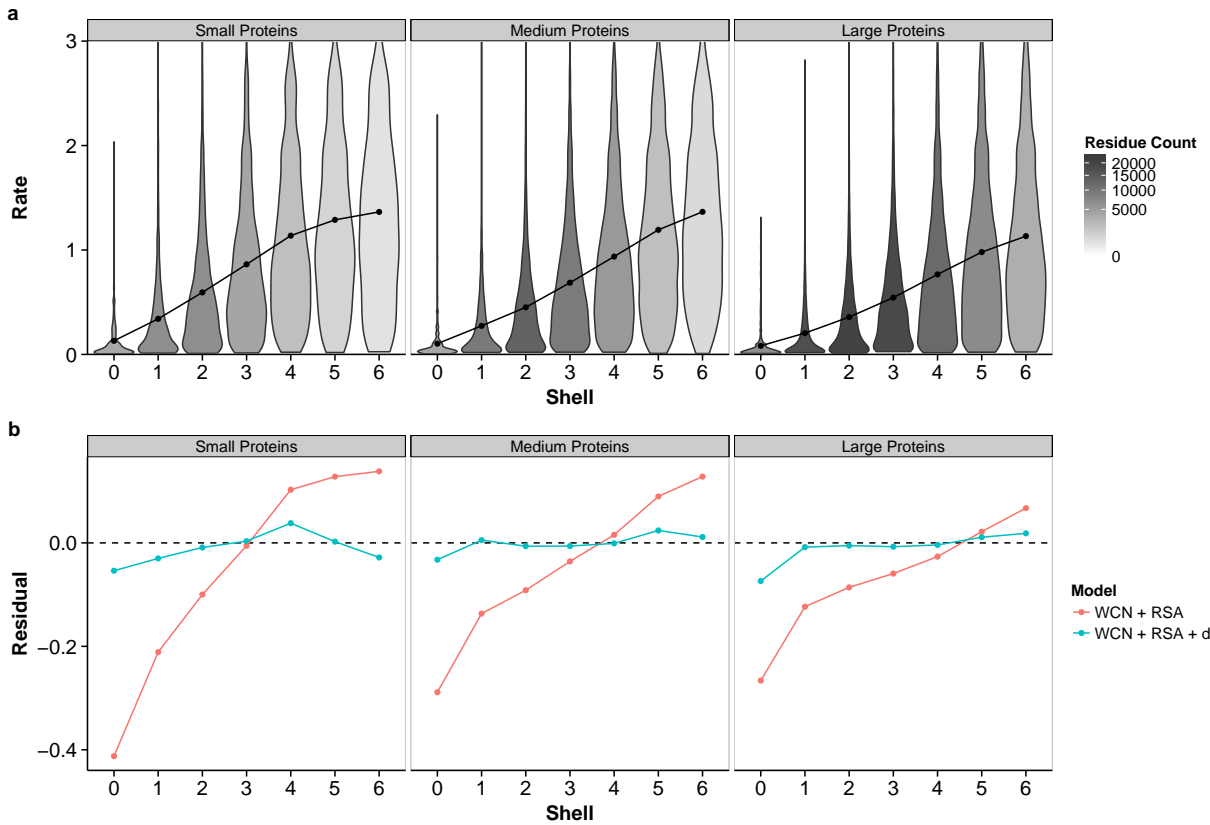 a
Small Proteins Medium Proteins Large Proteins
3
2
1
0
Rate
0 1 2 3 4 5 6 0 1 2 3 4 5 6 0 1 2 3 4 5 6
Shell
Residue Count
20000
15000
10000
5000
0
b
Small Proteins Medium Proteins Large Proteins
0.0
−0.2
−0.4
Residual
0 1 2 3 4 5 6 0 1 2 3 4 5 6 0 1 2 3 4 5 6
Shell
Model
WCN + RSA
WCN + RSA + d